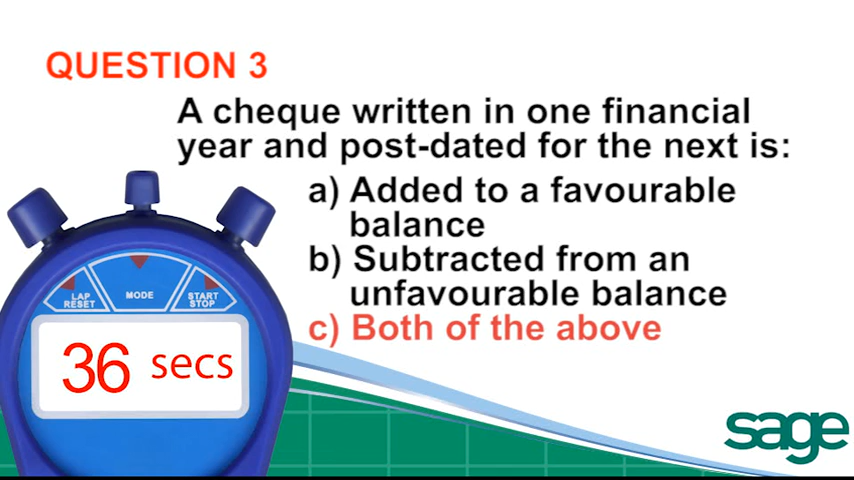 QUESTION 3
A cheque written in one financial
year and post-dated for the next is:
a) Added to a favourable
balance
b) Subtracted from an
unfavourable balance
c) Both of the above
LAP
RESET
MODE
START
STOP
36 secs
sage